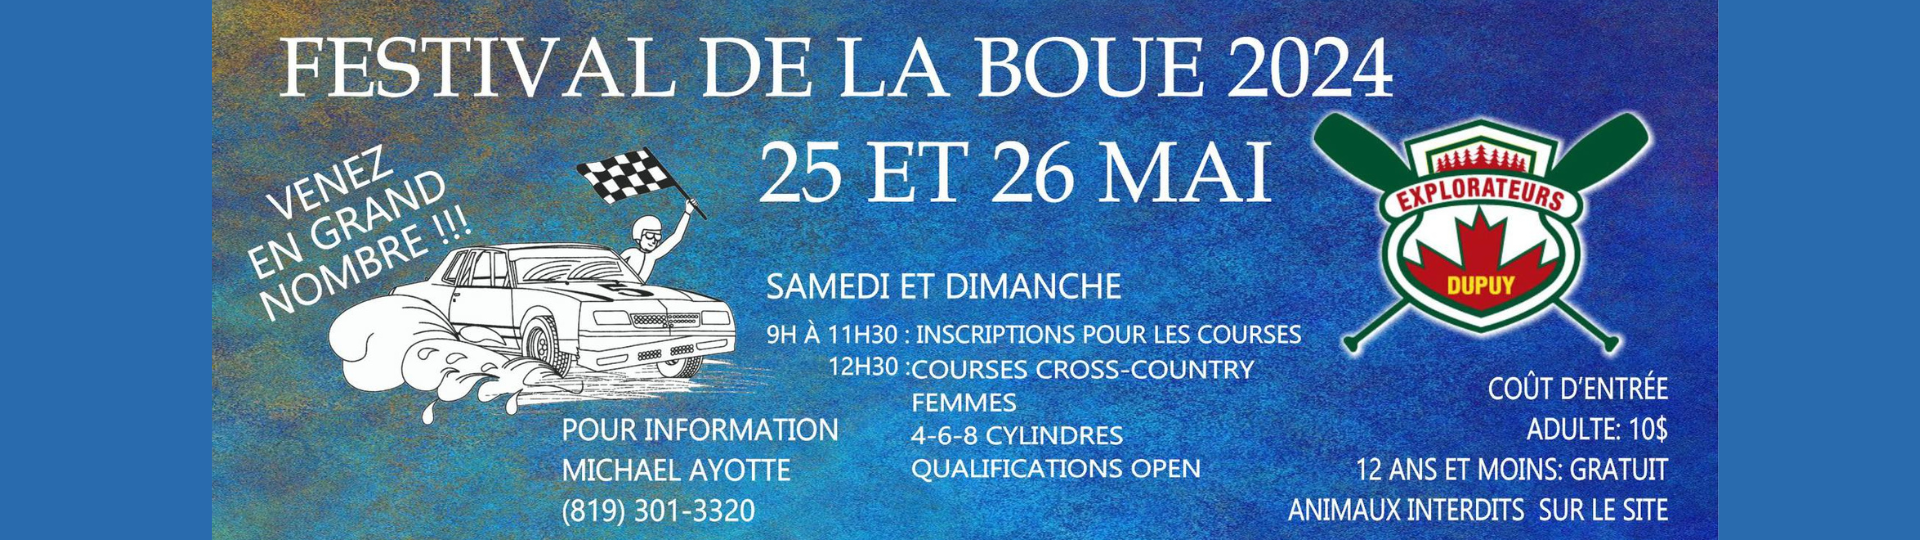 FESTIVAL DE LA BOUE 2024
25 ET 26 MAI
VENEZ
EN GRAND
NOMBRE !!!
EXPLORATEURS
DUPUY
SAMEDI ET DIMANCHE
9H À 11H30 : INSCRIPTIONS POUR LES COURSES
12H30 :COURSES CROSS-COUNTRY
FEMMES
4-6-8 CYLINDRES
QUALIFICATIONS OPEN
POUR INFORMATION
MICHAEL AYOTTE
(819) 301-3320
COÛT D'ENTRÉE
ADULTE: 10$
12 ANS ET MOINS: GRATUIT
ANIMAUX INTERDITS SUR LE SITE